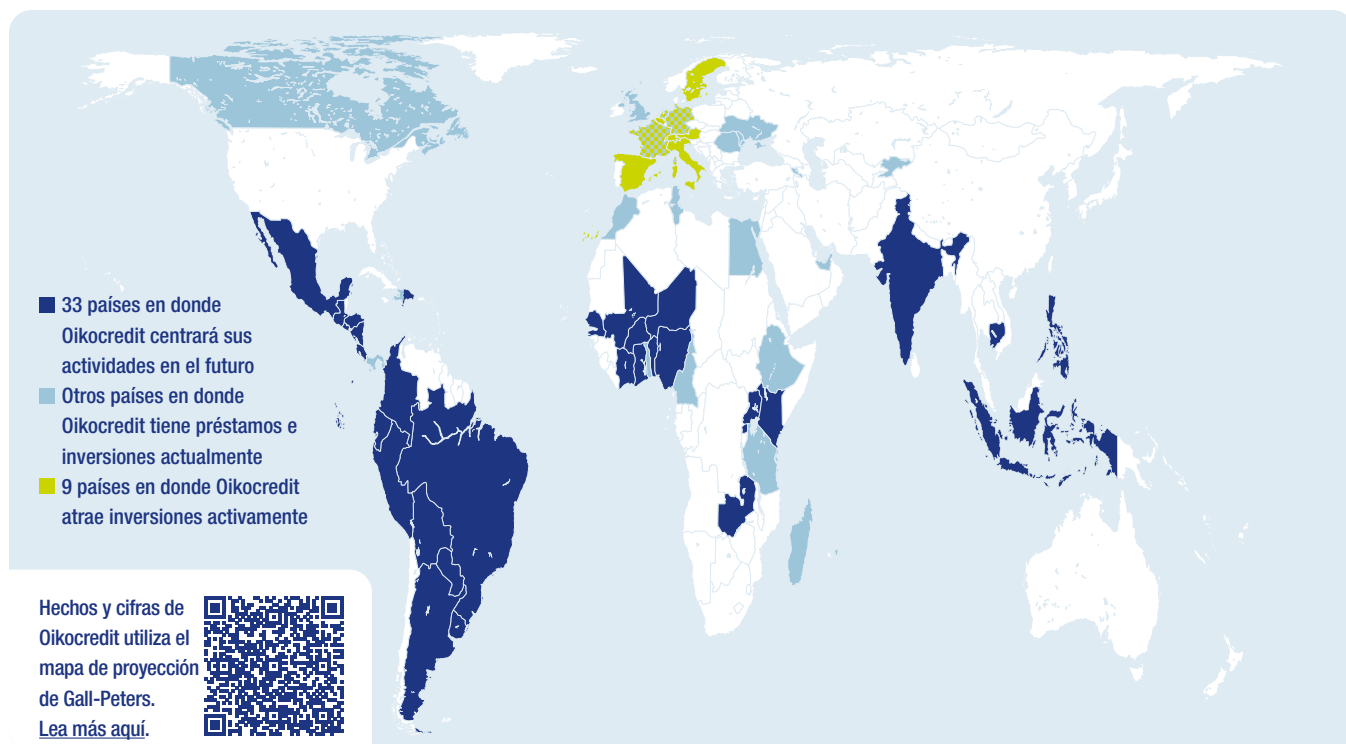 33 países en donde
Oikocredit centrará sus
actividades en el futuro
Otros países en donde
Oikocredit tiene préstamos e
inversiones actualmente
9 países en donde Oikocredit
atrae inversiones activamente
Hechos y cifras de
Oikocredit utiliza el
mapa de proyección
de Gall-Peters.
Lea más aquí.